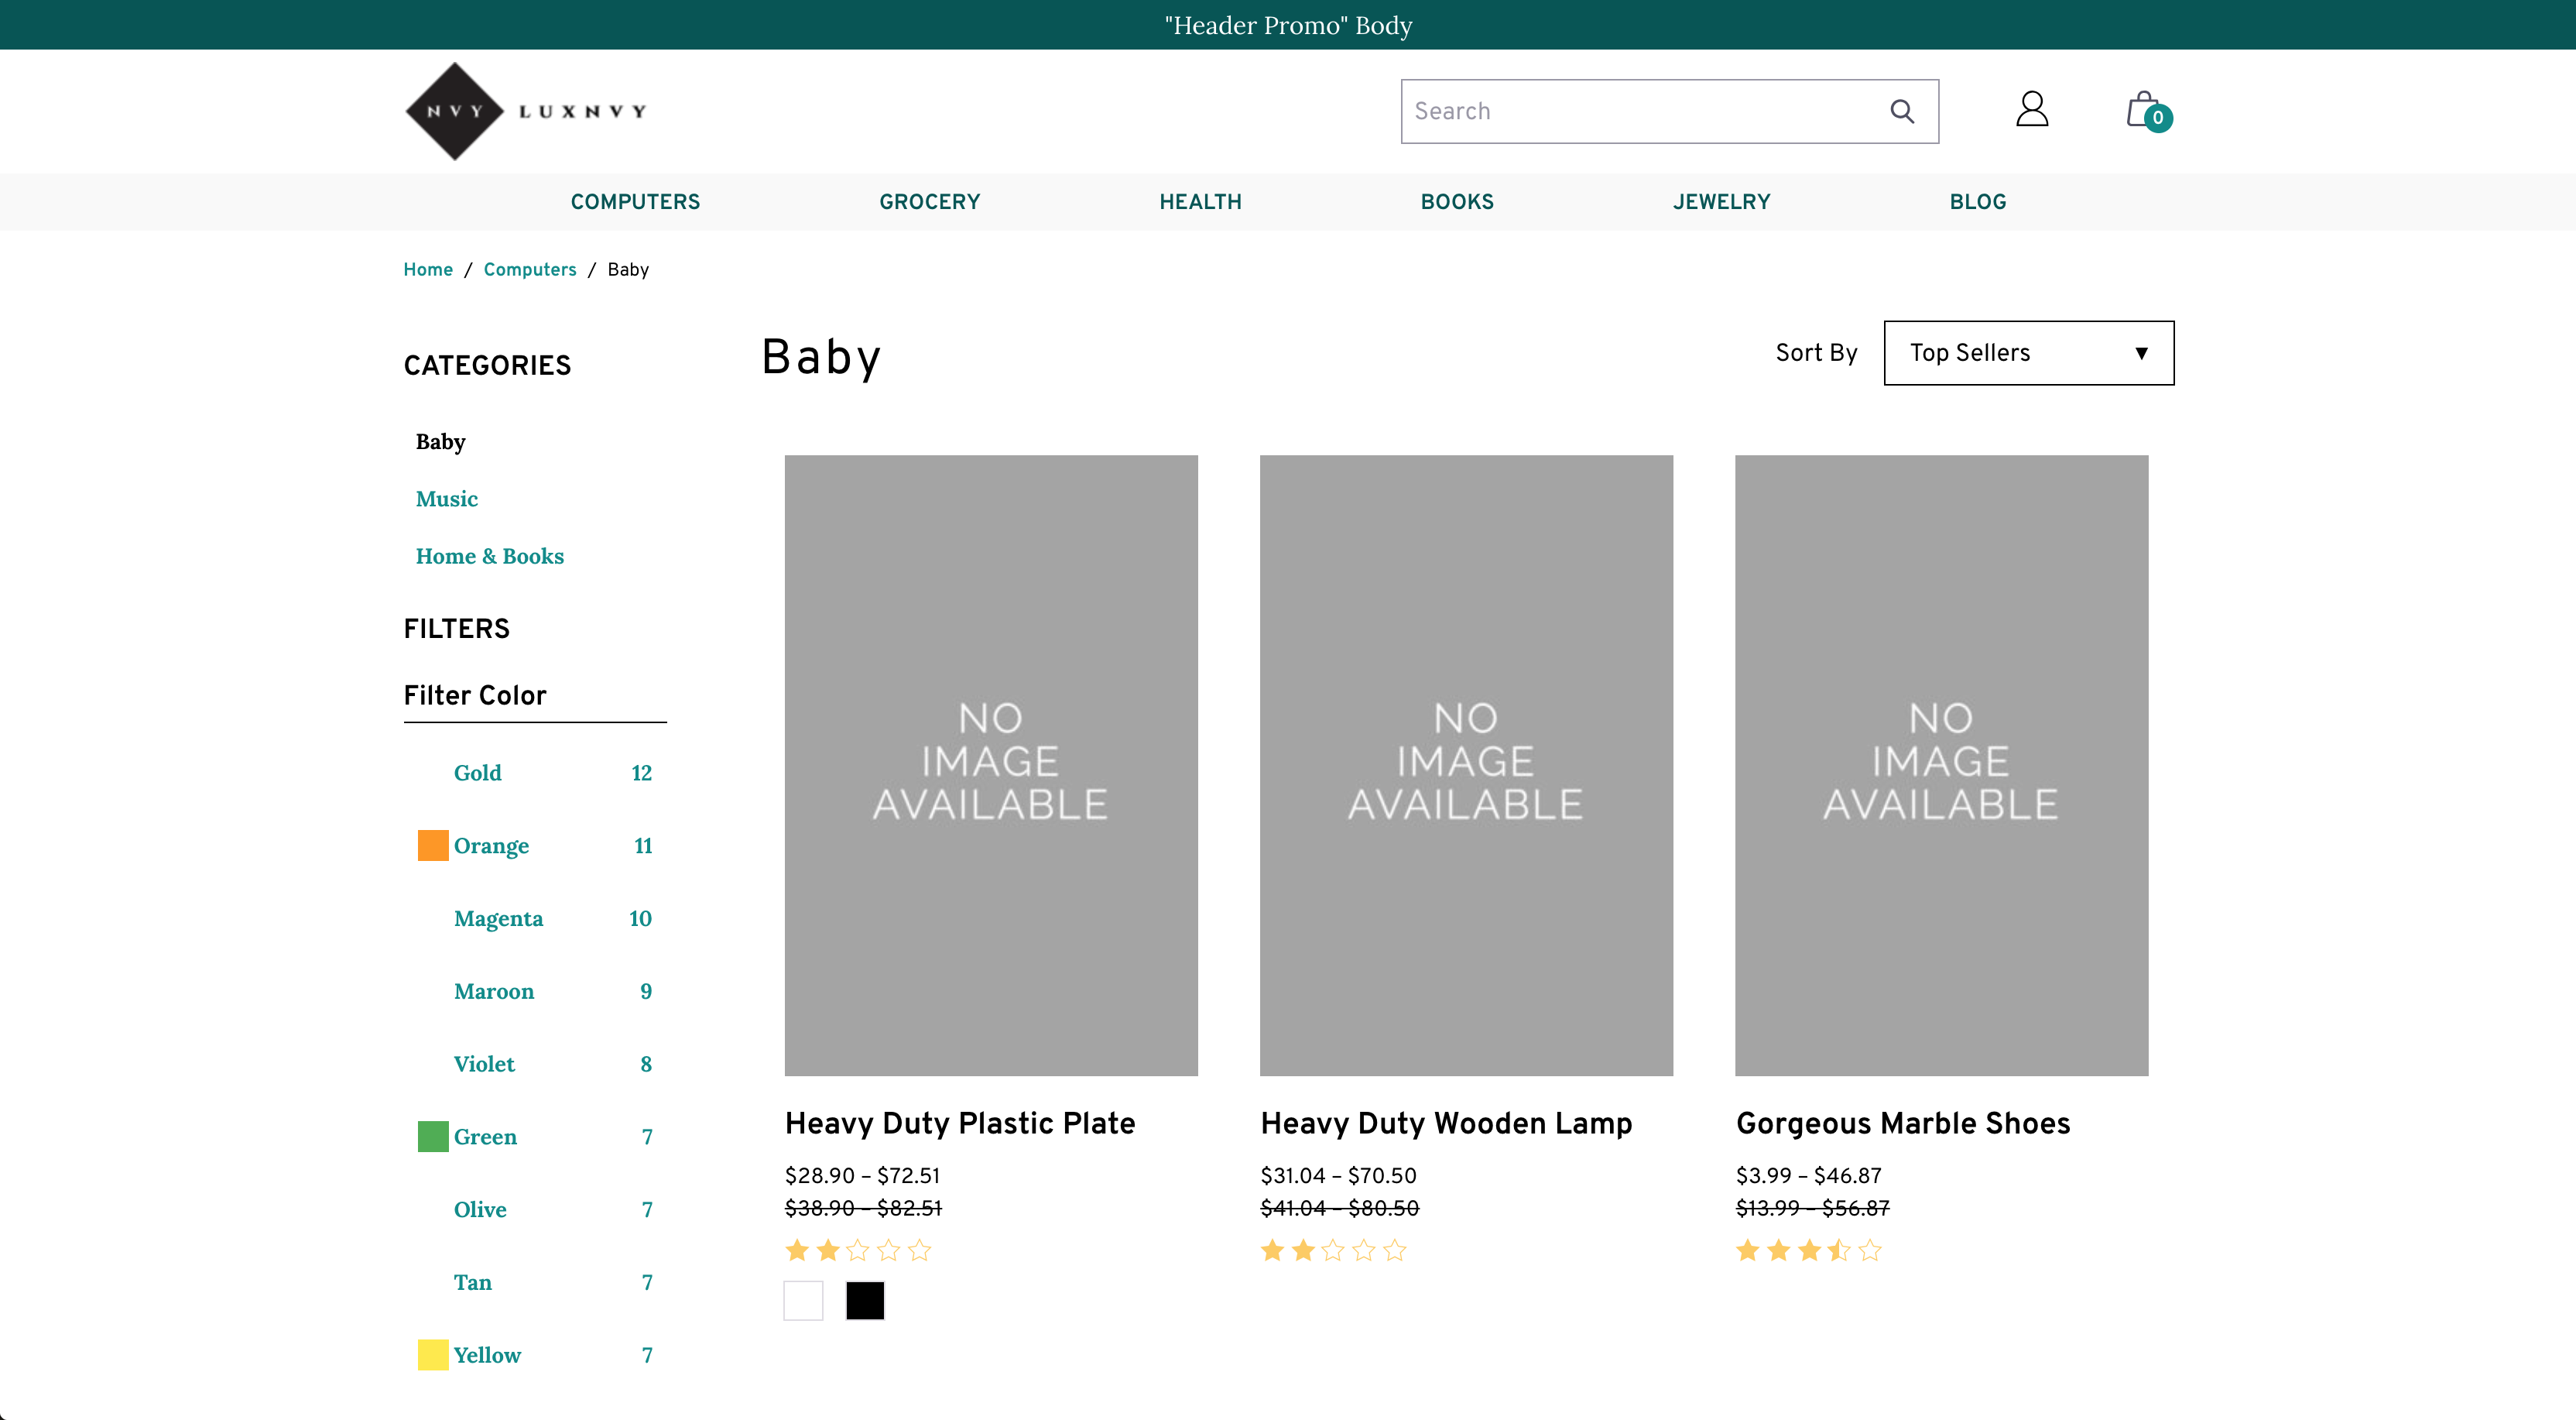 "Header Promo" Body
NVY LUXNVY
Search
0
COMPUTERS GROCERY HEALTH BOOKS JEWELRY BLOG
Home / Computers / Baby
CATEGORIES
Baby
Music
Home & Books
FILTERS
Filter Color
Gold 12
Orange 11
Magenta 10
Maroon 9
Violet 8
Green 7
Olive 7
Tan 7
Yellow 7
Baby
Sort By Top Sellers
NO
IMAGE
AVAILABLE
Heavy Duty Plastic Plate
$28.90 – $72.51
$38.90 – $82.51
NO
IMAGE
AVAILABLE
Heavy Duty Wooden Lamp
$31.04 – $70.50
$41.04 – $80.50
NO
IMAGE
AVAILABLE
Gorgeous Marble Shoes
$3.99 – $46.87
$13.99 – $56.87